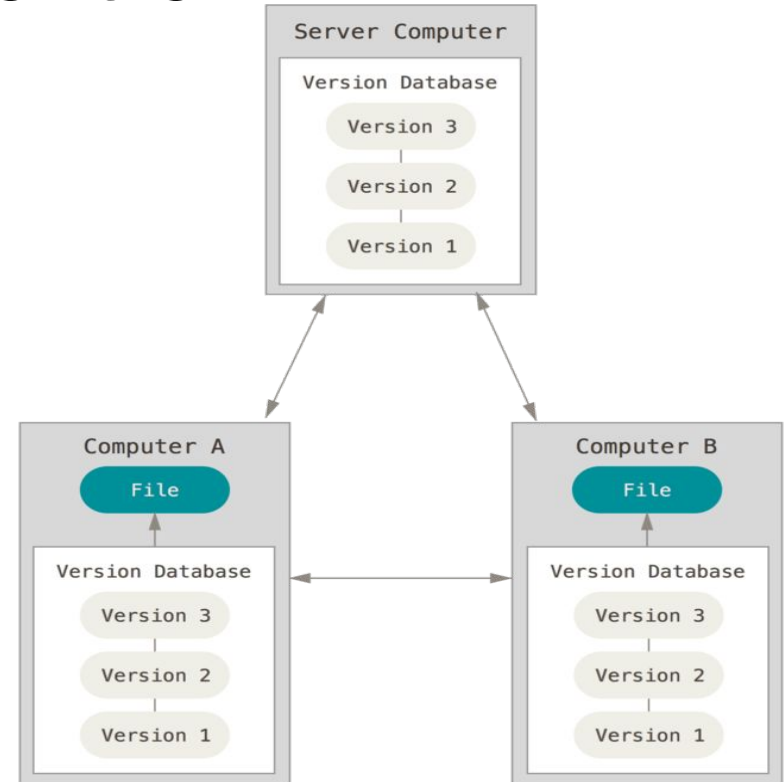 Server Computer
Version Database
Version 3
Version 2
Version 1
Computer A
File
Version Database
Version 3
Version 2
Version 1
Computer B
File
Version Database
Version 3
Version 2
Version 1